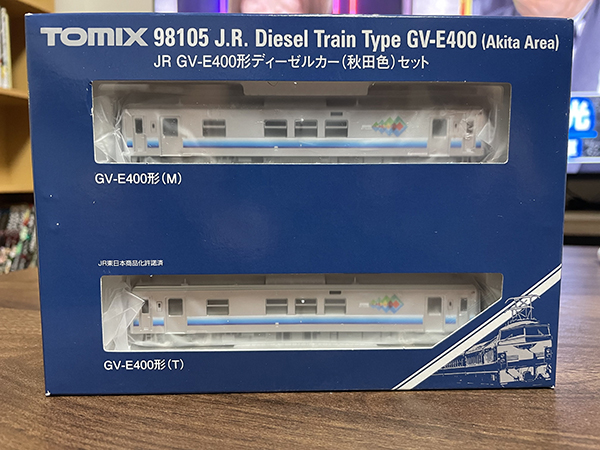 TOMIX 98105 J.R. Diesel Train Type GV-E400 (Akita Area)
JR GV-E400形ディーゼルカー(秋田色)セット
GV-E400形(M)
JR東日本商品化許諾済
GV-E400形(T)